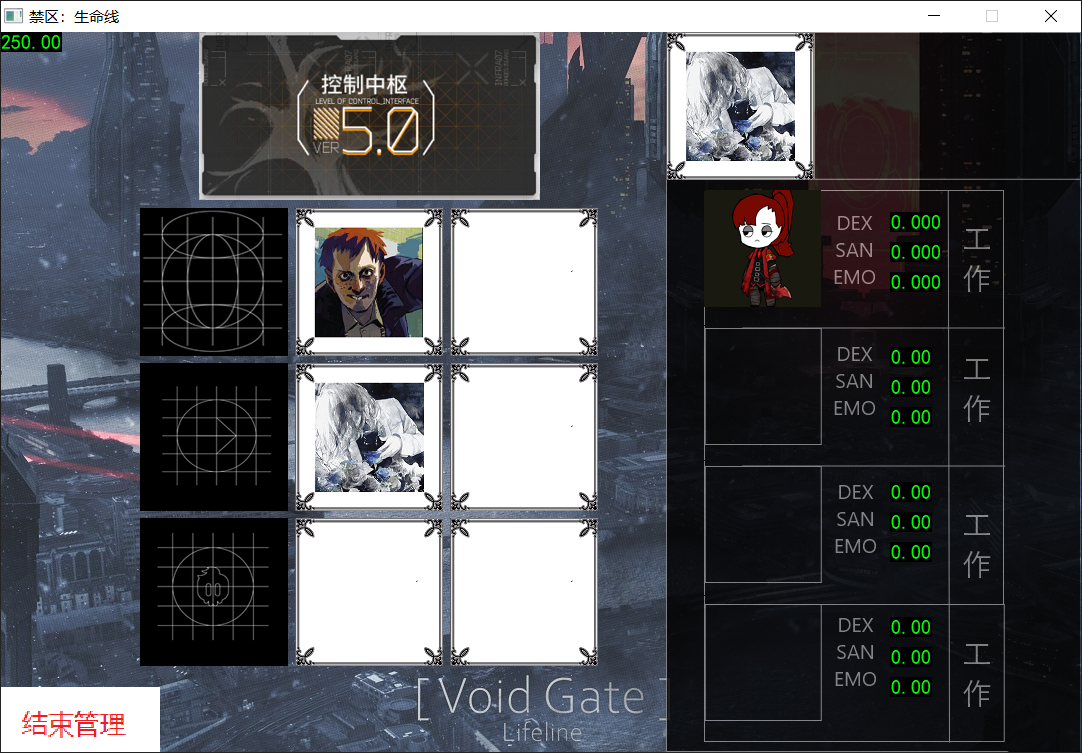 禁区：生命线
250.00
控制中枢
LEVEL OF CONTROL_INTERFACE
VER 5.0
DEX 0.000
SAN 0.000
EMO 0.000
工作
DEX 0.00
SAN 0.00
EMO 0.00
工作
DEX 0.00
SAN 0.00
EMO 0.00
工作
DEX 0.00
SAN 0.00
EMO 0.00
工作
[Void Gate]
Lifeline
结束管理